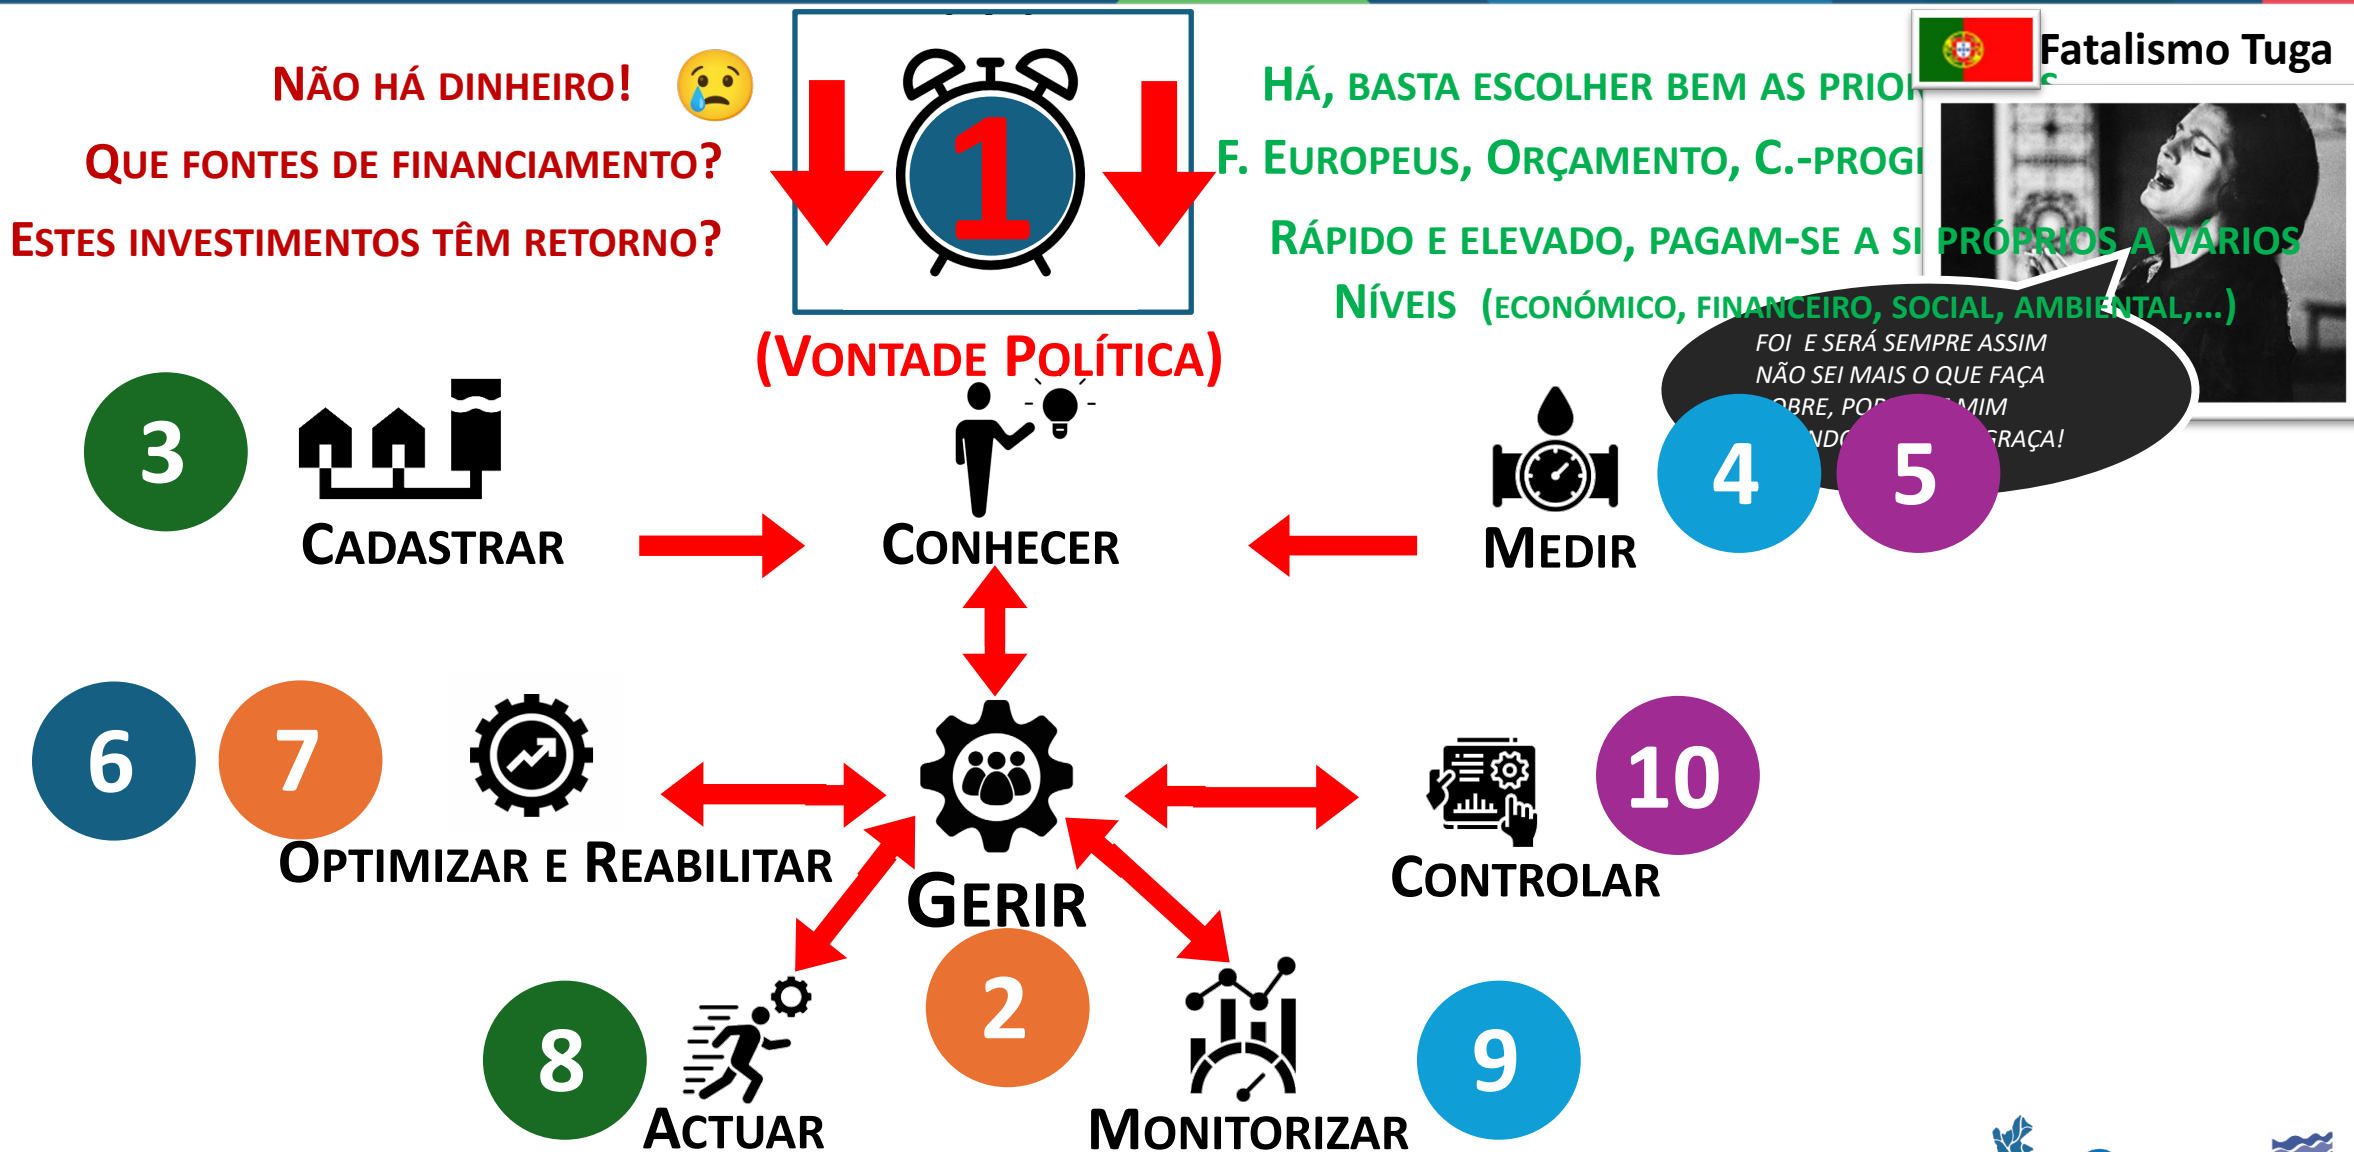 Fatalismo Tuga
NÃO HÁ DINHEIRO!
HÁ, BASTA ESCOLHER BEM AS
QUE FONTES DE FINANCIAMENTO?
F. EUROPEUS, ORÇAMENTO,
ESTES INVESTIMENTOS TÊM RETORNO?
RÁPIDO E ELEVADO, PAGAM-SE A SI PRÓPRIOS A VÁRIOS
NÍVEIS (ECONÓMICO, FINANCEIRO, SOCIAL, AMBIENTAL,...)
1
(VONTADE POLÍTICA)
FOI E SERÁ SEMPRE ASSIM
NÃO SEI MAIS O QUE FAÇA
MIM
3
CADASTRAR
CONHECER
MEDIR
4
5
6
7
OPTIMIZAR E REABILITAR
GERIR
2
CONTROLAR
10
8
ACTUAR
MONITORIZAR
9